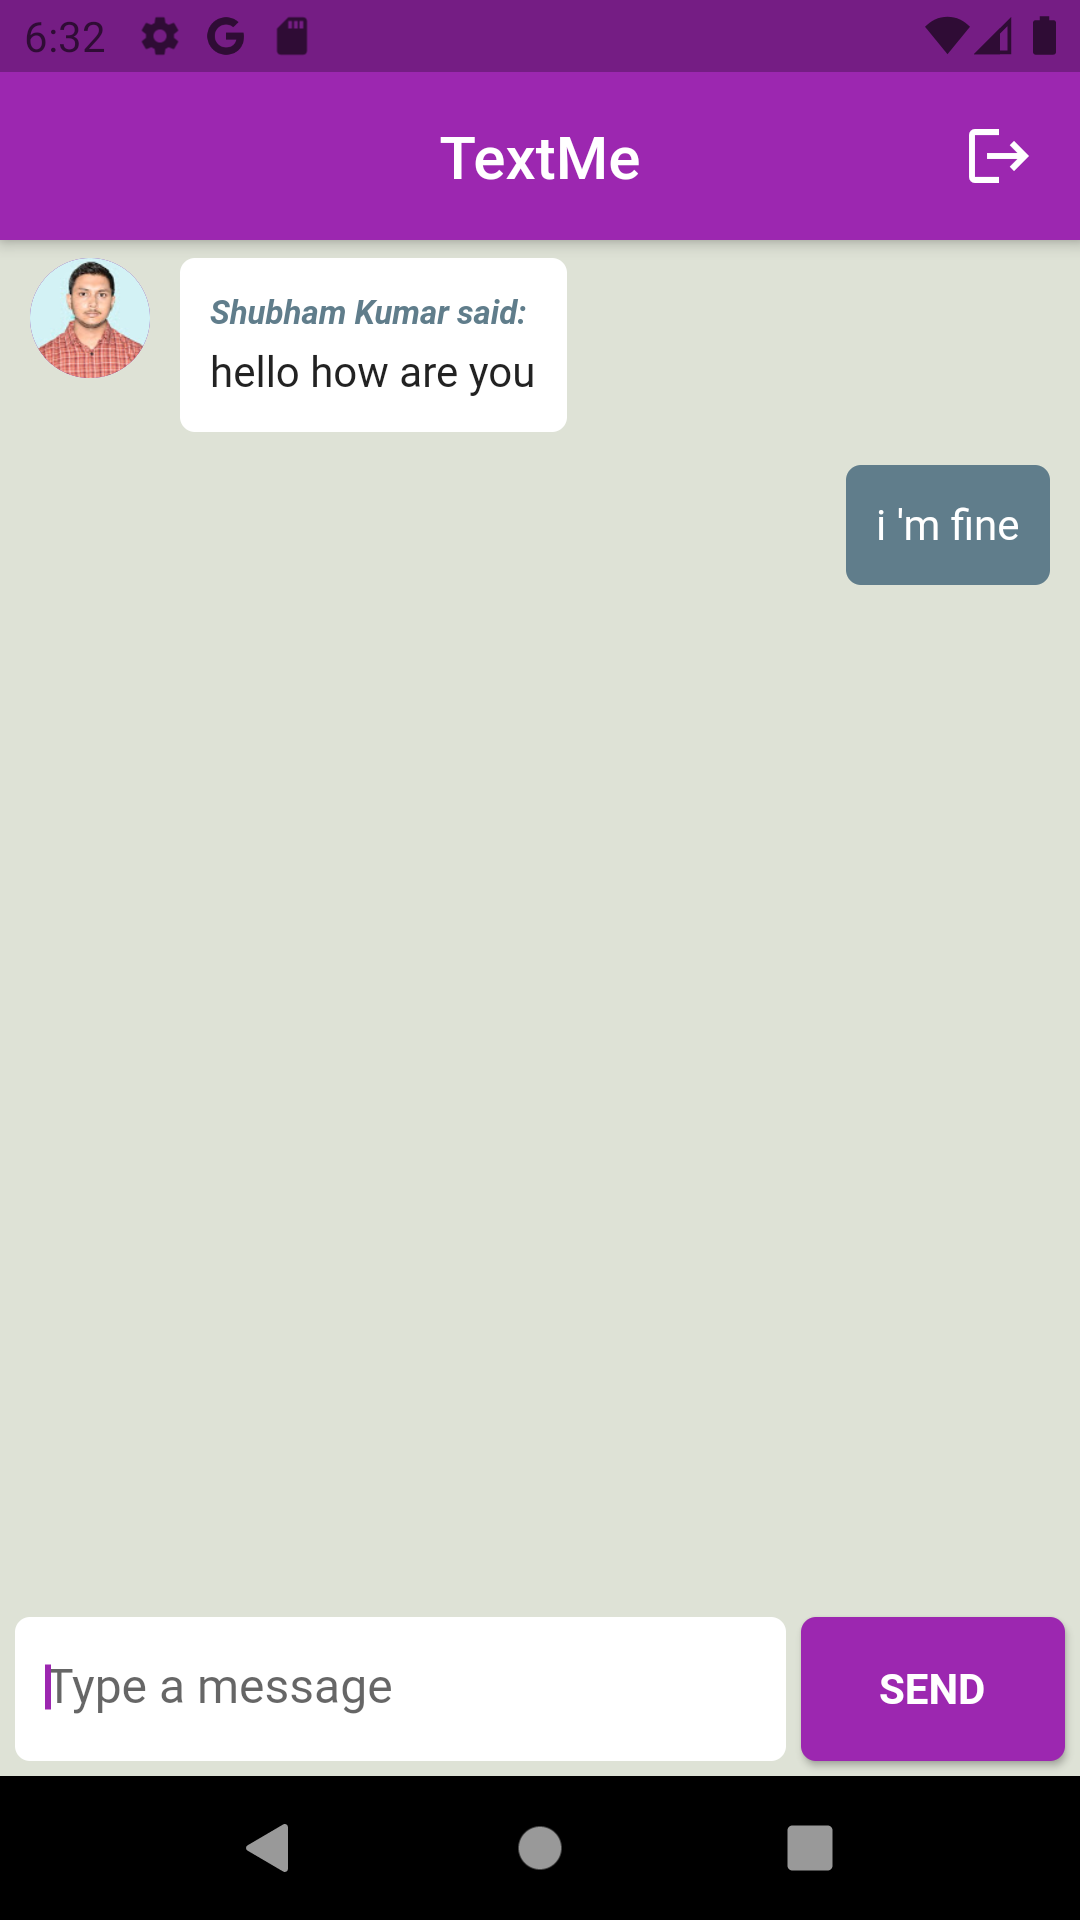 6:32
TextMe
Shubham Kumar said:
hello how are you
i 'm fine
Type a message
SEND